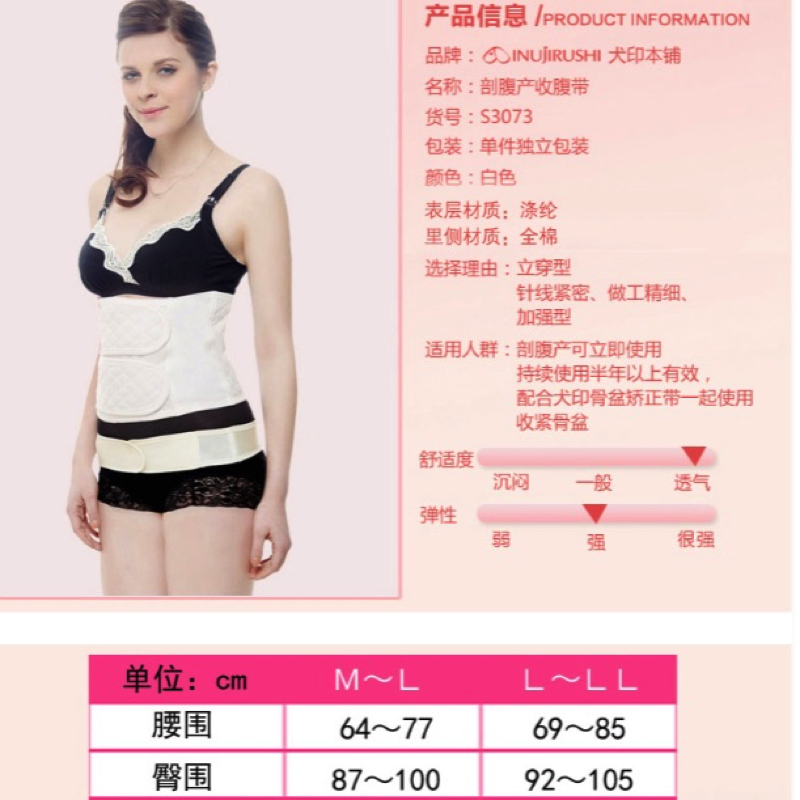 产品信息 /PRODUCT INFORMATION
品牌：INUJIRUSHI 犬印本铺
名称：剖腹产收腹带
货号：S3073
包装：单件独立包装
颜色：白色
表层材质：涤纶
里侧材质：全棉
选择理由：立穿型
针线紧密、做工精细、
加强型
适用人群：剖腹产可立即使用
持续使用半年以上有效，
配合犬印骨盆矫正带一起使用
收紧骨盆
舒适度
沉闷 一般 透气
弹性
弱 强 很强
单位：cm M～L L～LL
腰围 64～77 69～85
臀围 87～100 92～105